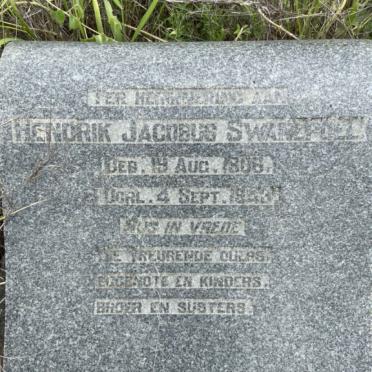 TER HERINNERING AAN
HENDRIK JACOBUS SWANEPOEL
GEB. 19 AUG. 1908.
OORL. 4 SEPT.
RUS IN VREDE
TREURENDE OUERS,
EGGENOTE EN KINDERS.
BROER EN SUSTERS.